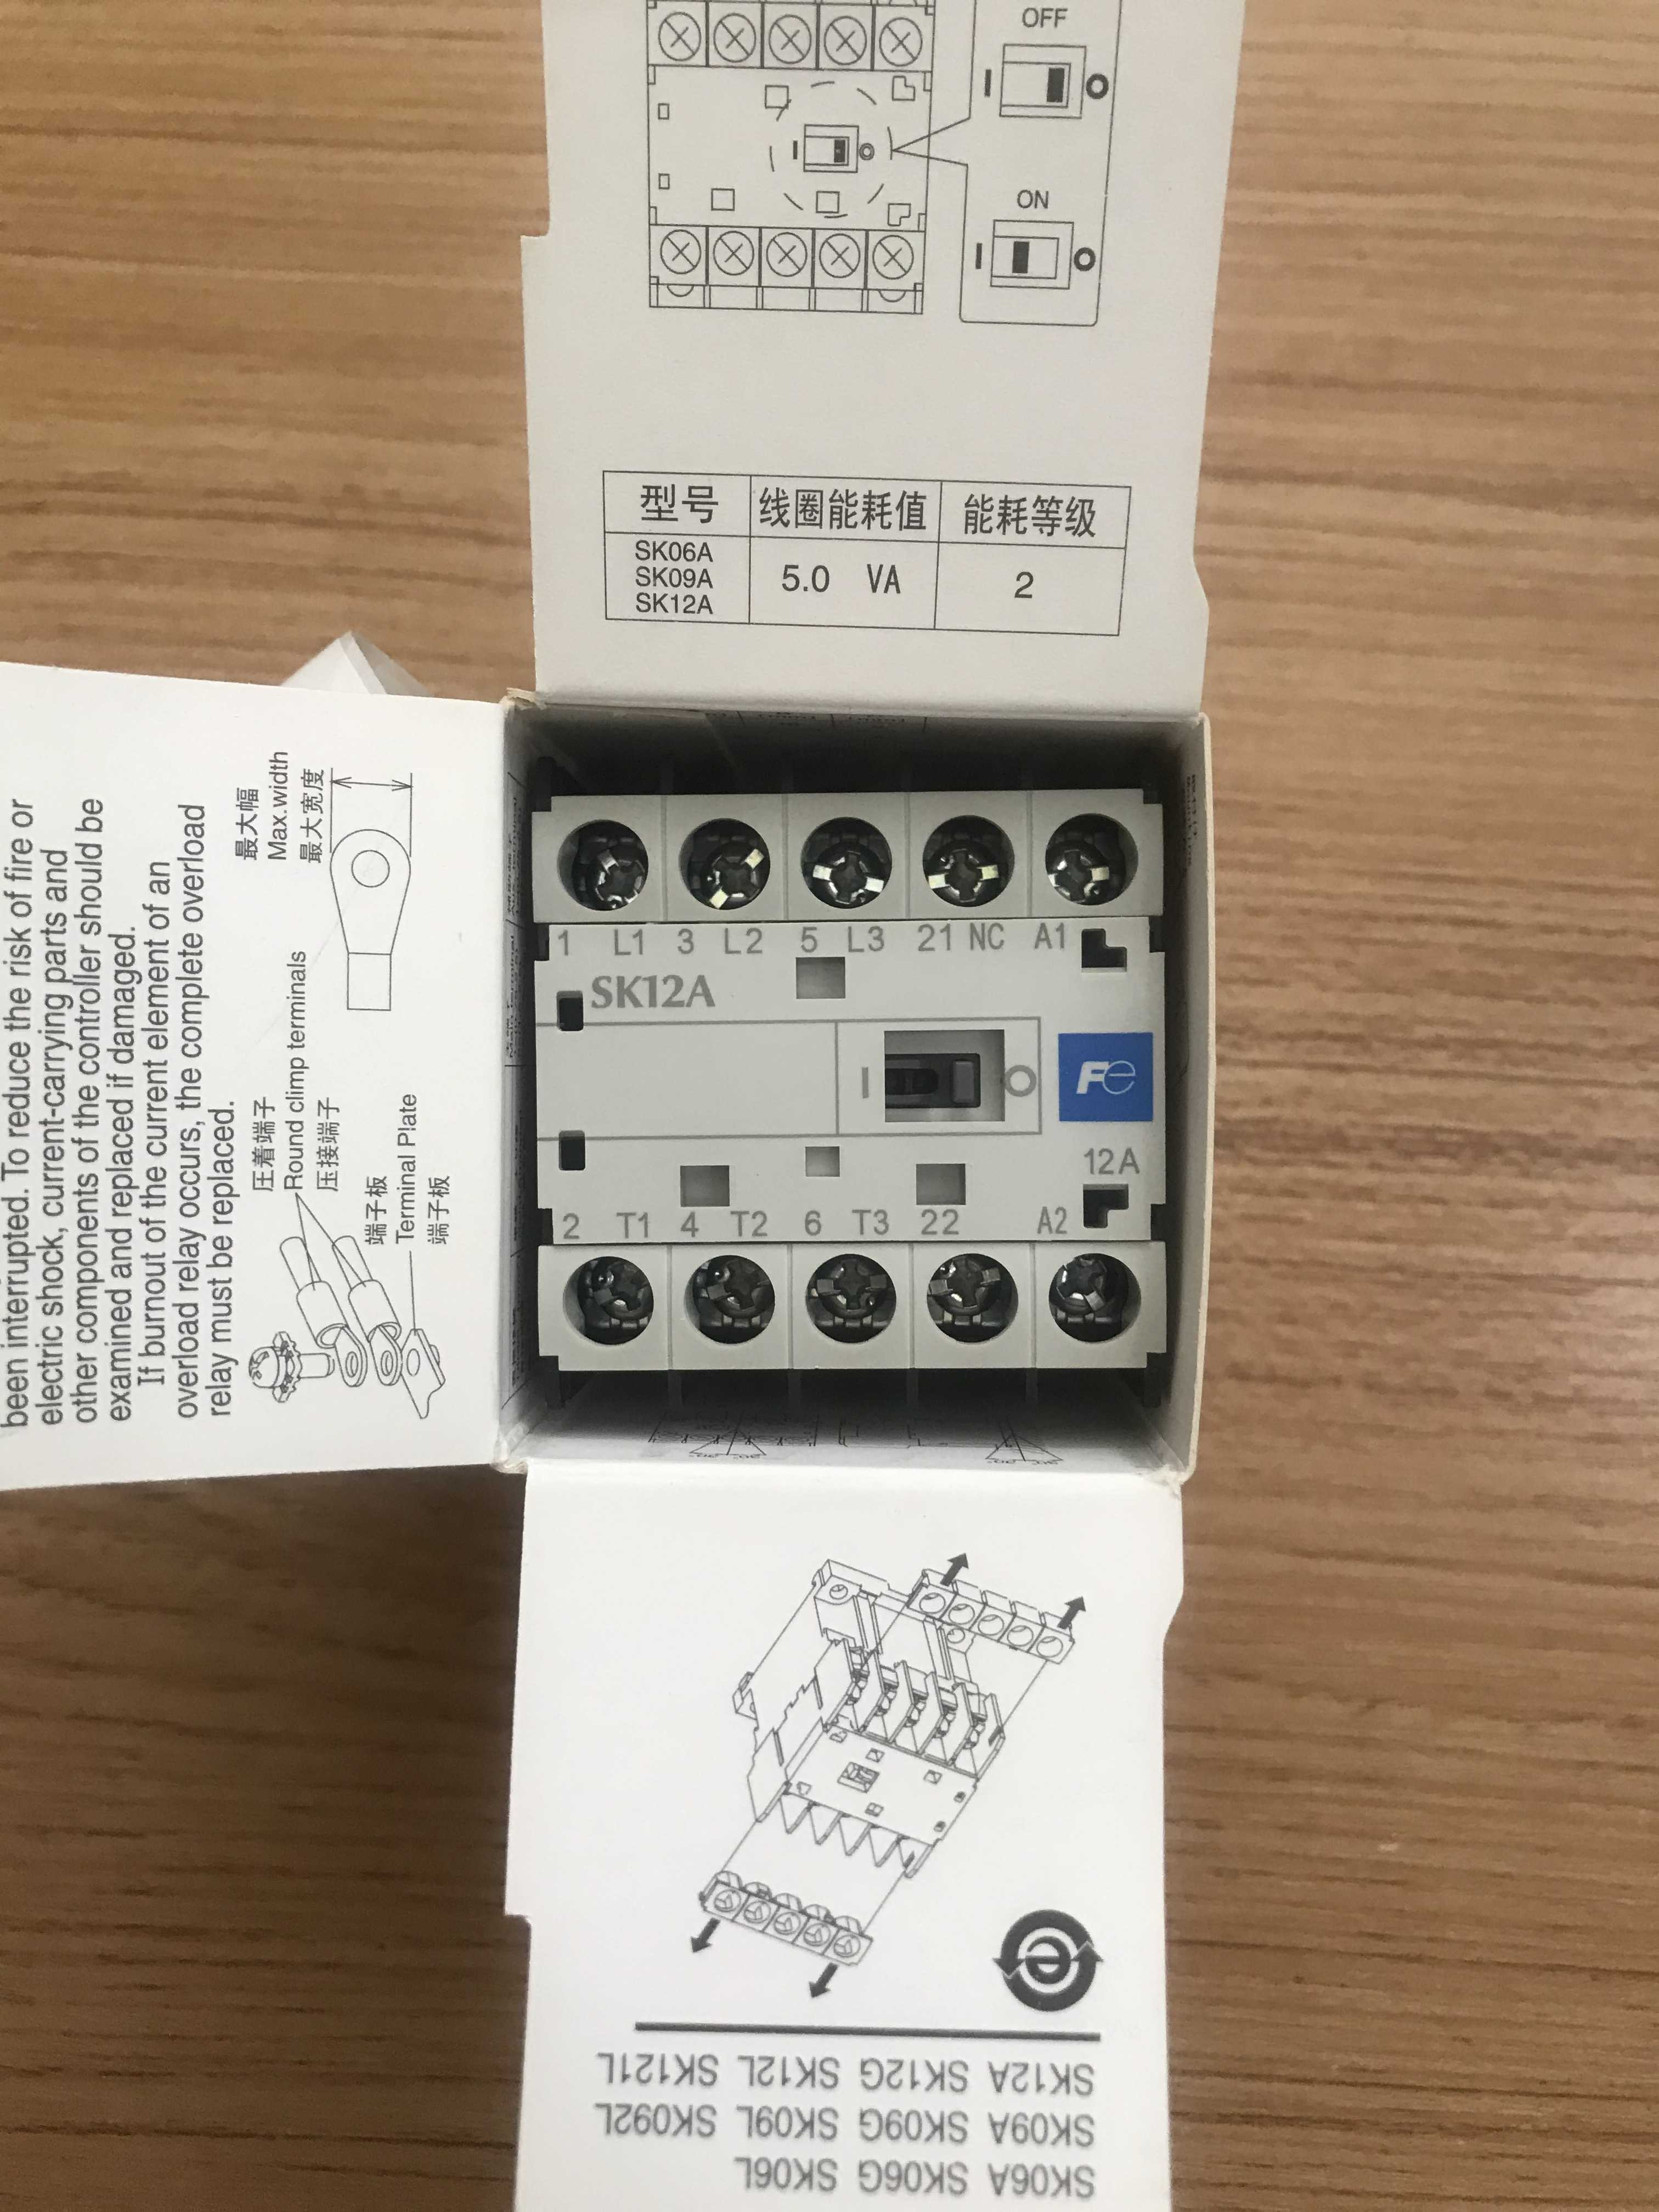 OFF
I
O
I
O
ON
I
O
型号 线圈能耗值 能耗等级
SK06A
SK09A
SK12A
5.0 VA
2
been interrupted. To reduce the risk of fire or
electric shock, current-carrying parts and
other components of the controller should be
examined and replaced if damaged.
If burnout of the current element of an
overload relay occurs, the complete overload
relay must be replaced.
最大幅
Max.width
最大宽度
圧着端子
Round climp terminals
压接端子
端子板
Terminal Plate
端子板
1 L1 3 L2 5 L3 21 NC A1
SK12A
I
O
Fe
12A
2 T1 4 T2 6 T3 22 A2
e
SK06A SK06G SK06L
SK09A SK09G SK09L SK092L
SK12A SK12G SK12L SK121L